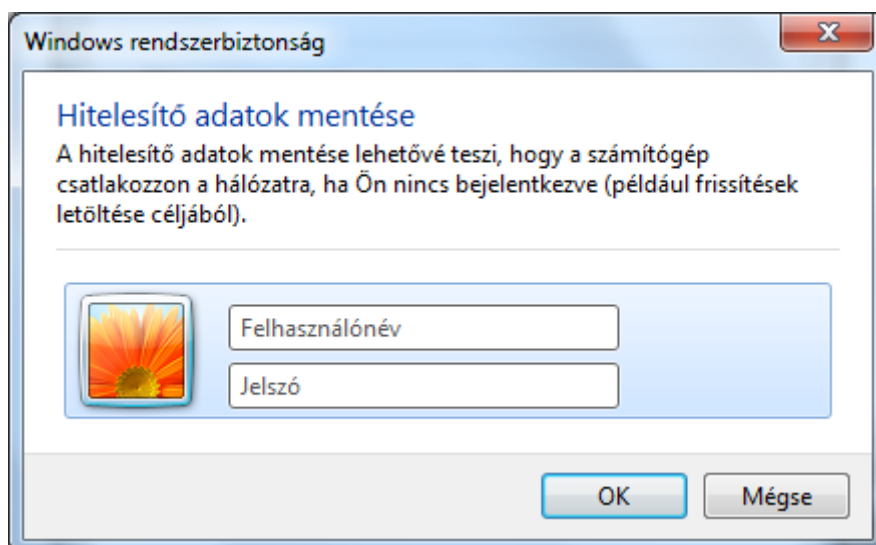 Windows rendszerbiztonság
Hitelesítő adatok mentése
A hitelesítő adatok mentése lehetővé teszi, hogy a számítógép
csatlakozzon a hálózatra, ha Ön nincs bejelentkezve (például frissítések
letöltése céljából).
Felhasználónév
Jelszó
OK
Mégse